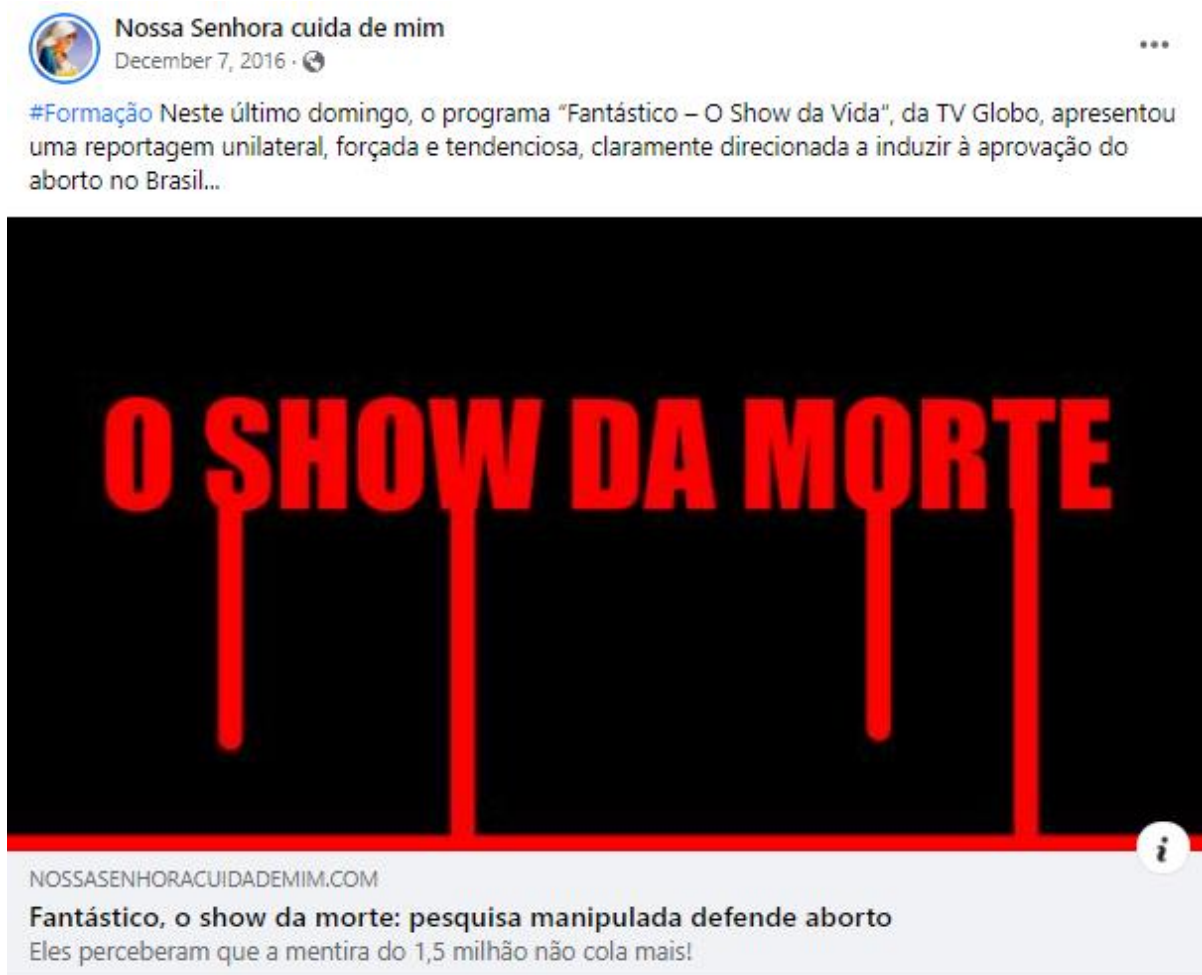 Nossa Senhora cuida de mim
December 7, 2016 ·
#Formação Neste último domingo, o programa “Fantástico – O Show da Vida”, da TV Globo, apresentou
uma reportagem unilateral, forçada e tendenciosa, claramente direcionada a induzir à aprovação do
aborto no Brasil...
O SHOW DA MORTE
i
NOSSASENHORACUIDADEMIM.COM
Fantástico, o show da morte: pesquisa manipulada defende aborto
Eles perceberam que a mentira do 1,5 milhão não cola mais!